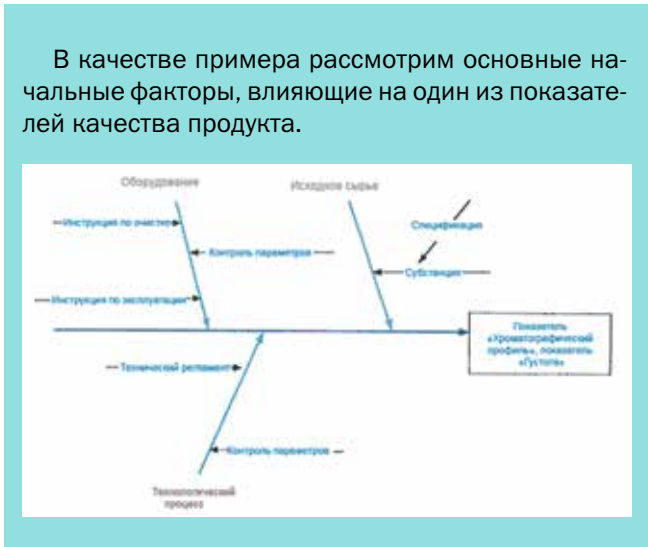 В качестве примера рассмотрим основные на-
чальные факторы, влияющие на один из показате-
лей качества продукта.
Оборудование
Исходное сырье
Инструкция по очистке
Спецификация
Контроль параметров
Субстанция
Инструкция по эксплуатации
Показатель
«Хроматографический
профиль», показатель
«Густота»
Технический регламент
Контроль параметров
Технологический
процесс